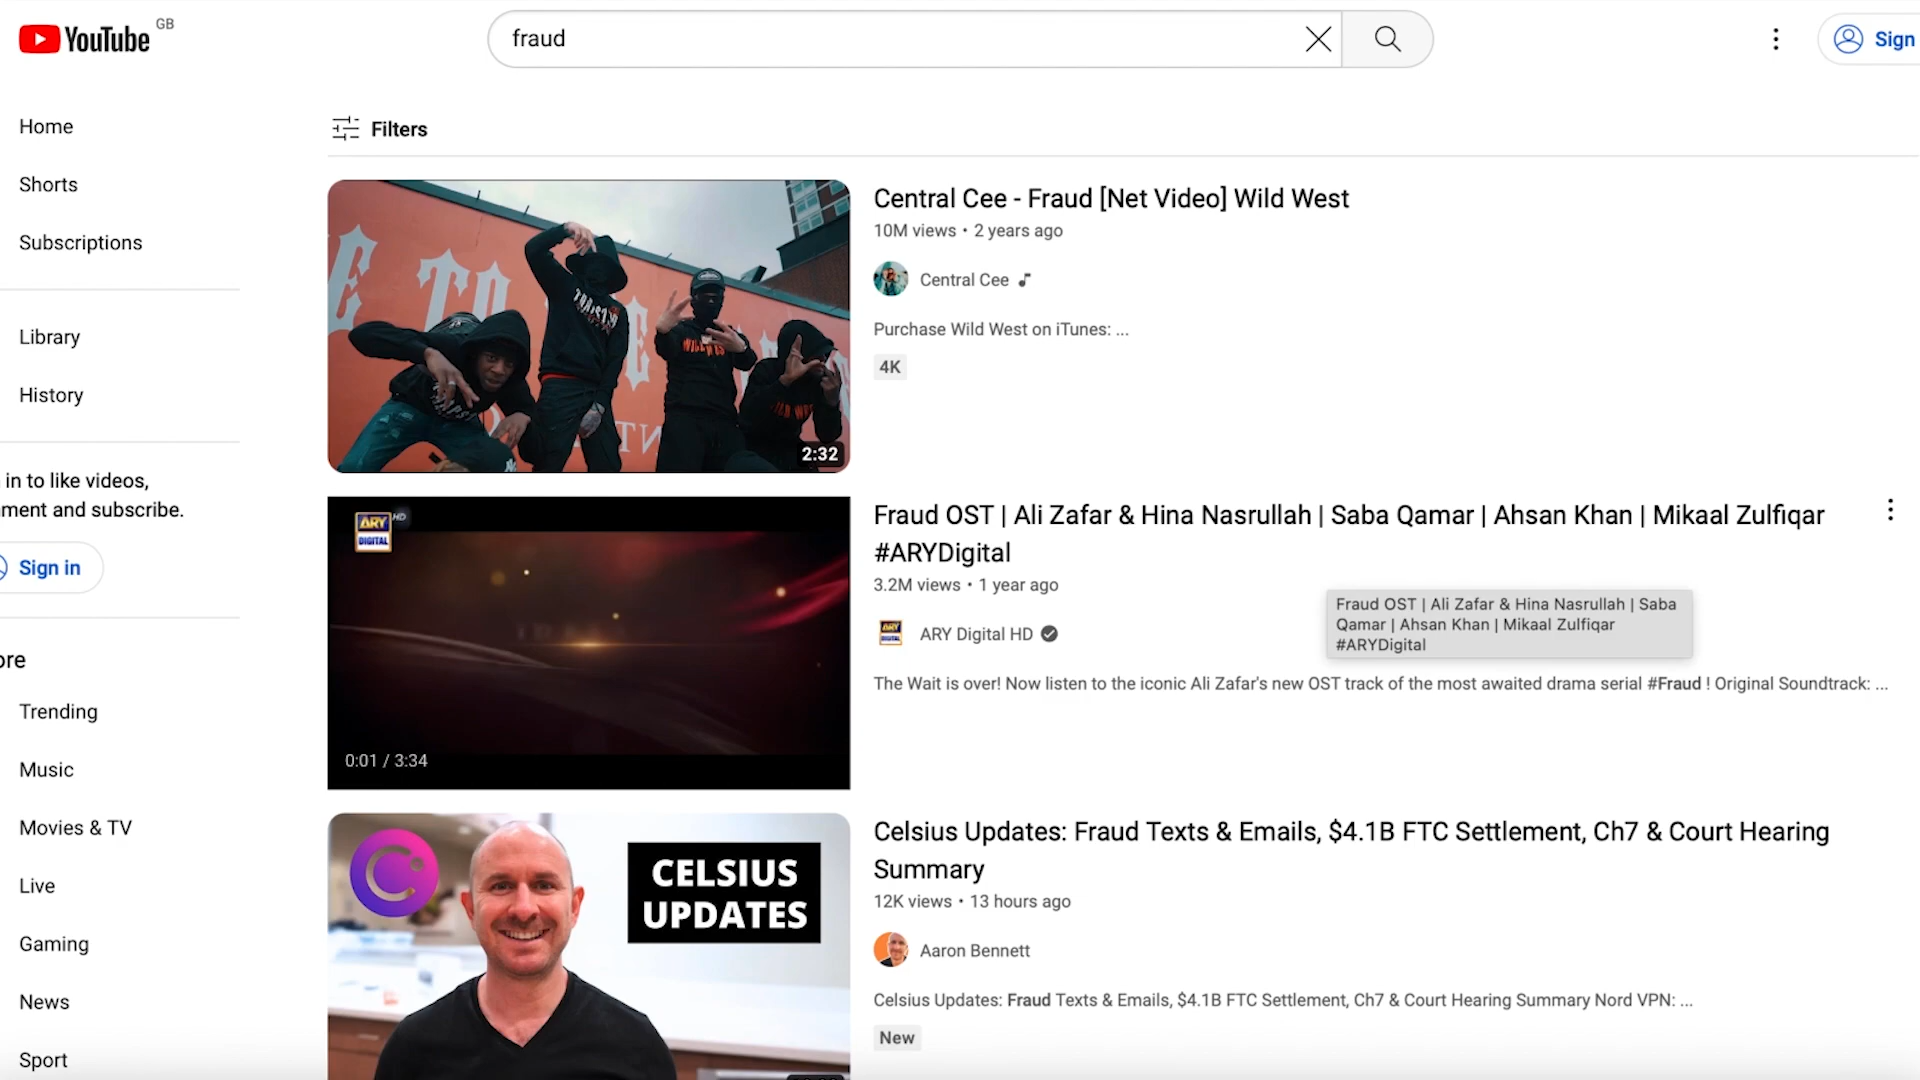 YouTube GB
fraud
Sign
Home
Shorts
Subscriptions
Library
History
in to like videos,
ment and subscribe.
Sign in
ore
Trending
Music
Movies & TV
Live
Gaming
News
Sport
Filters
2:32
Central Cee - Fraud [Net Video] Wild West
10M views • 2 years ago
Central Cee
Purchase Wild West on iTunes: ...
4K
ARY HD
DIGITAL
0:01 / 3:34
Fraud OST | Ali Zafar & Hina Nasrullah | Saba Qamar | Ahsan Khan | Mikaal Zulfiqar
#ARYDigital
3.2M views • 1 year ago
ARY Digital HD
Fraud OST | Ali Zafar & Hina Nasrullah | Saba
Qamar | Ahsan Khan | Mikaal Zulfiqar
#ARYDigital
The Wait is over! Now listen to the iconic Ali Zafar's new OST track of the most awaited drama serial #Fraud ! Original Soundtrack: ...
CELSIUS
UPDATES
Celsius Updates: Fraud Texts & Emails, $4.1B FTC Settlement, Ch7 & Court Hearing
Summary
12K views • 13 hours ago
Aaron Bennett
Celsius Updates: Fraud Texts & Emails, $4.1B FTC Settlement, Ch7 & Court Hearing Summary Nord VPN: ...
New